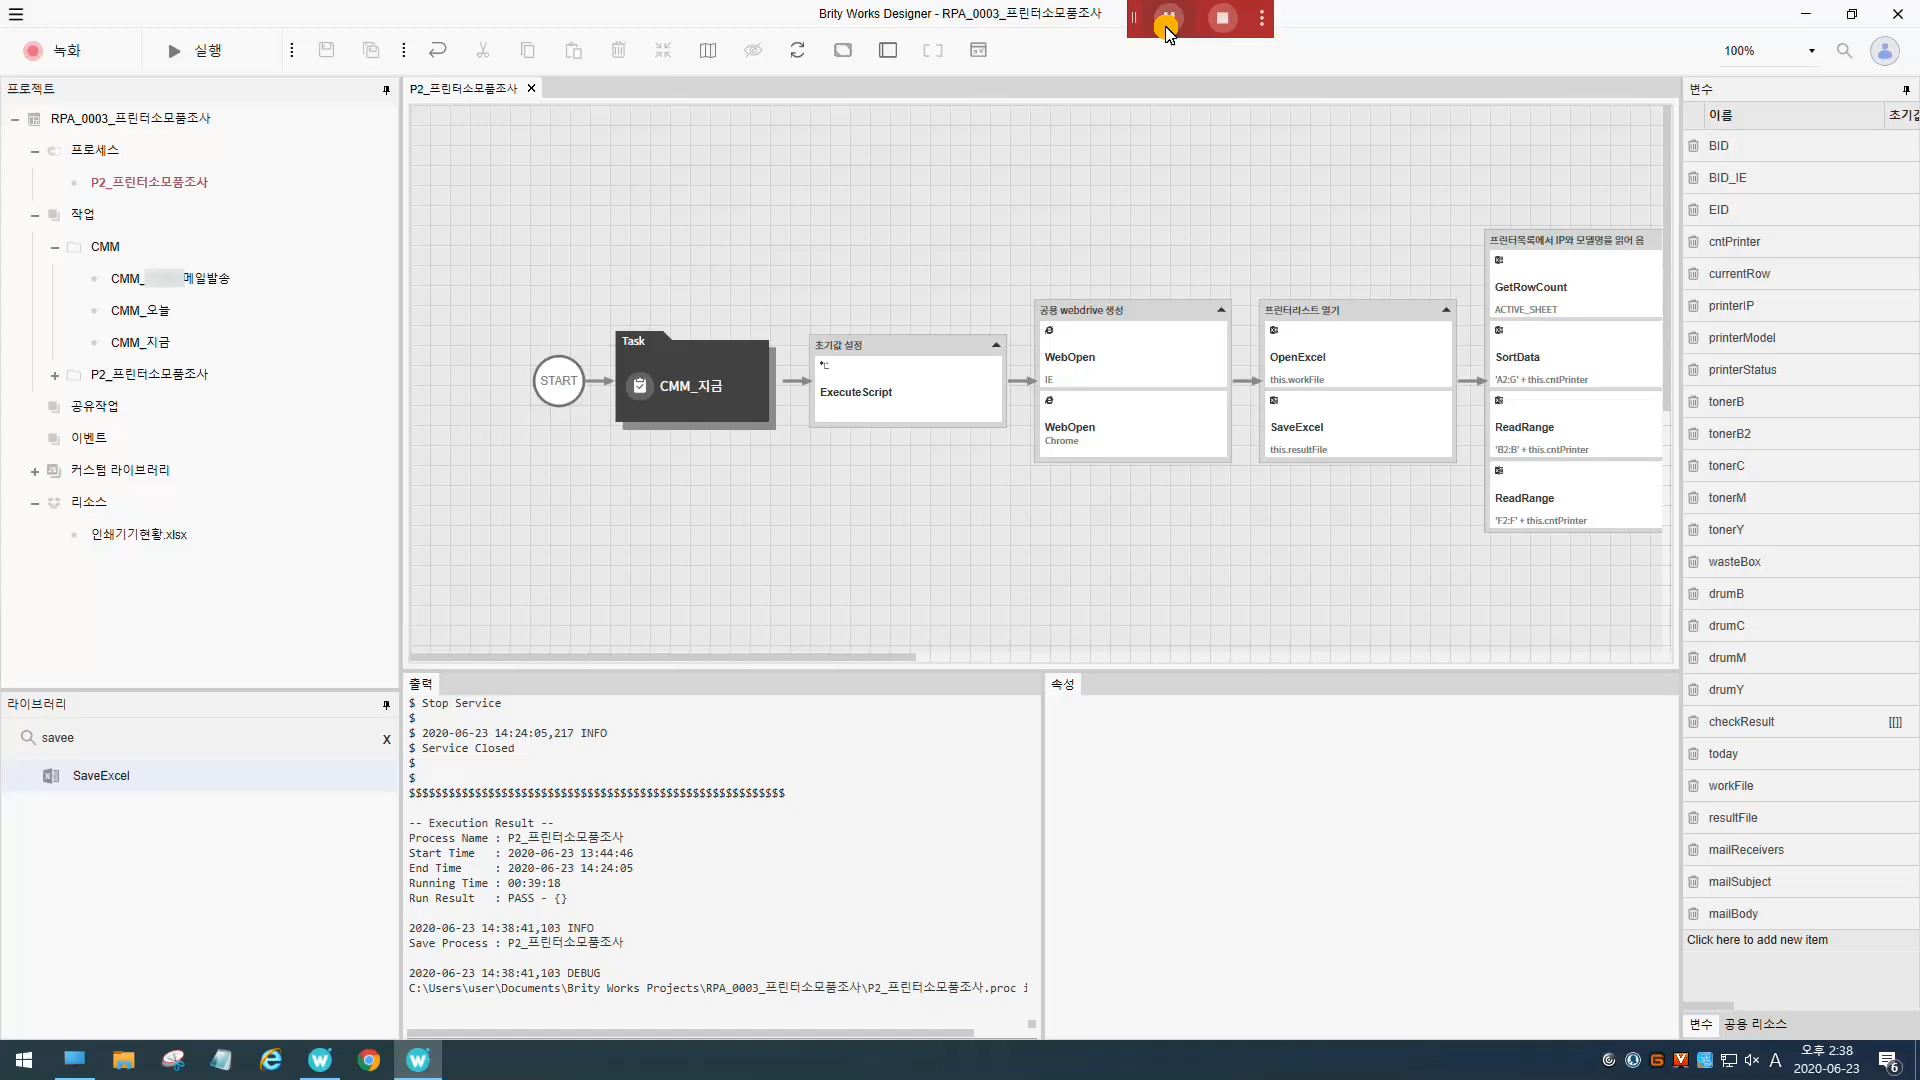 Brity Works Designer - RPA_0003_프린터소모품조사
녹화
실행
100%
프로젝트
RPA_0003_프린터소모품조사
프로세스
P2_프린터소모품조사
작업
CMM
CMM_ 메일발송
CMM_오늘
CMM_지금
P2_프린터소모품조사
공유작업
이벤트
커스텀 라이브러리
리소스
인쇄기기현황.xlsx
라이브러리
savee
X
SaveExcel
P2_프린터소모품조사
START
Task
CMM_지금
초기값 설정
ExecuteScript
공용 webdrive 생성
WebOpen
IE
WebOpen
Chrome
프린터리스트 열기
OpenExcel
this.workFile
SaveExcel
this.resultFile
프린터목록에서 IP와 모델명을 읽어 옴
GetRowCount
ACTIVE_SHEET
SortData
'A2:G' + this.cntPrinter
ReadRange
'B2:B' + this.cntPrinter
ReadRange
'F2:F' + this.cntPrinter
출력
$ Stop Service
$
$ 2020-06-23 14:24:05,217 INFO
$ Service Closed
$
$
$$$$$$$$$$$$$$$$$$$$$$$$$$$$$$$$$$$$$$$$$$$$$$$$$$$$$$$$$
-- Execution Result --
Process Name : P2_프린터소모품조사
Start Time : 2020-06-23 13:44:46
End Time : 2020-06-23 14:24:05
Running Time : 00:39:18
Run Result : PASS - {}
2020-06-23 14:38:41,103 INFO
Save Process : P2_프린터소모품조사
2020-06-23 14:38:41,103 DEBUG
C:\Users\user\Documents\Brity Works Projects\RPA_0003_프린터소모품조사\P2_프린터소모품조사.proc i
속성
변수
이름 초기값
BID
BID_IE
EID
cntPrinter
currentRow
printerIP
printerModel
printerStatus
tonerB
tonerB2
tonerC
tonerM
tonerY
wasteBox
drumB
drumC
drumM
drumY
checkResult [[]]
today
workFile
resultFile
mailReceivers
mailSubject
mailBody
Click here to add new item
변수 공용 리소스
A
오후 2:38
2020-06-23
6